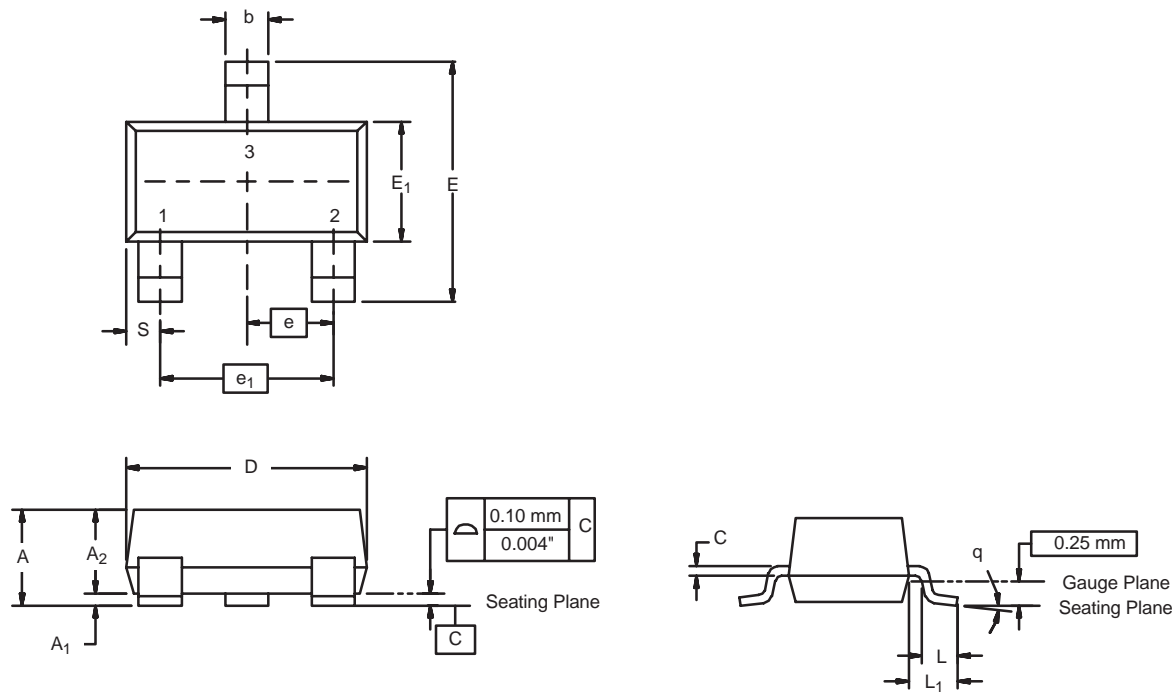 b
3
E₁
E
1
2
S
e
e₁
D
A
A₂
0.10 mm
C
0.004"
Seating Plane
A₁
C
C
q
0.25 mm
Gauge Plane
Seating Plane
L
L₁